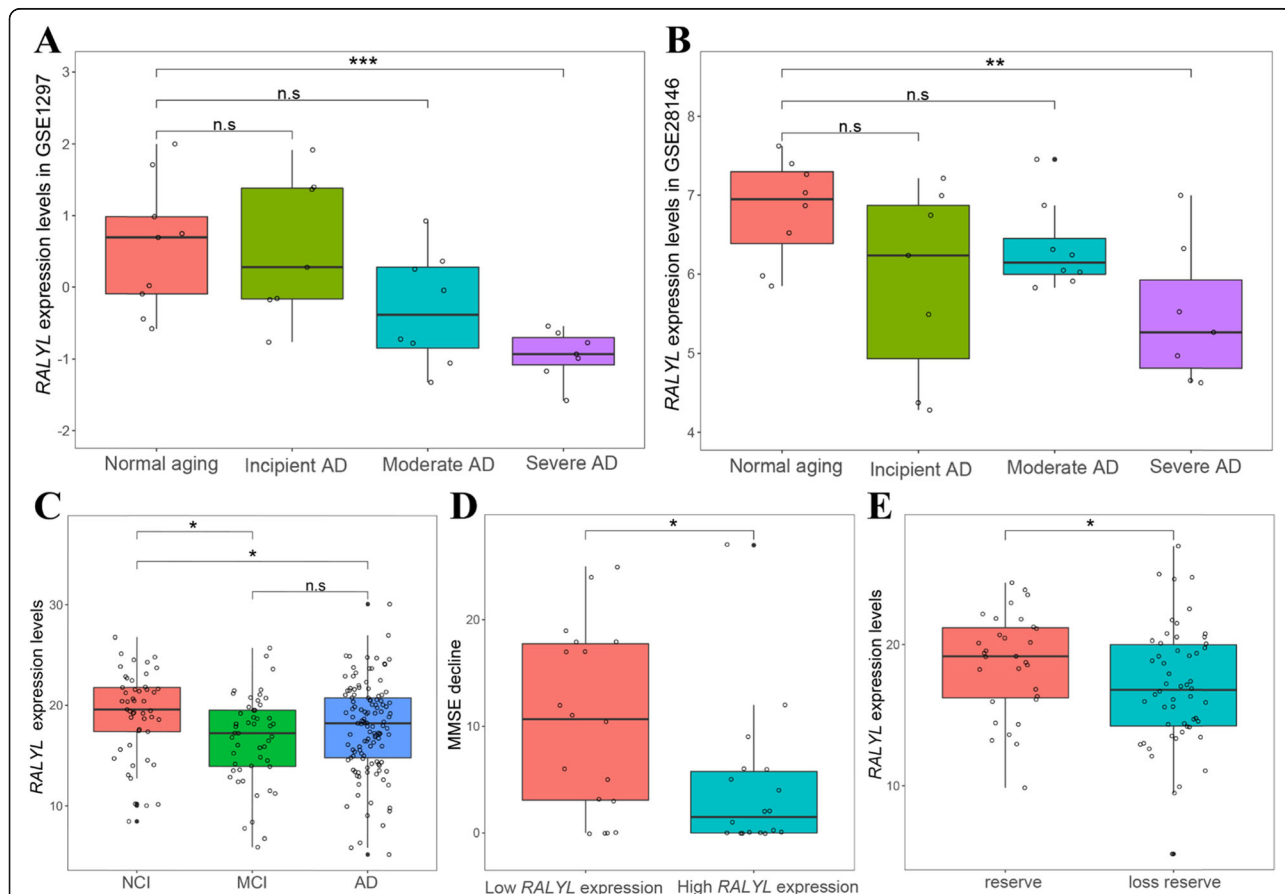 A
RALYL expression levels in GSE1297
3
2
1
0
-1
-2
***
n.s
n.s
Normal aging
Incipient AD
Moderate AD
Severe AD
B
RALYL expression levels in GSE28146
8
7
6
5
4
**
n.s
n.s
Normal aging
Incipient AD
Moderate AD
Severe AD
C
RALYL expression levels
30
20
10
*
*
n.s
NCI
MCI
AD
D
MMSE decline
20
10
0
*
Low RALYL expression
High RALYL expression
E
RALYL expression levels
20
10
*
reserve
loss reserve